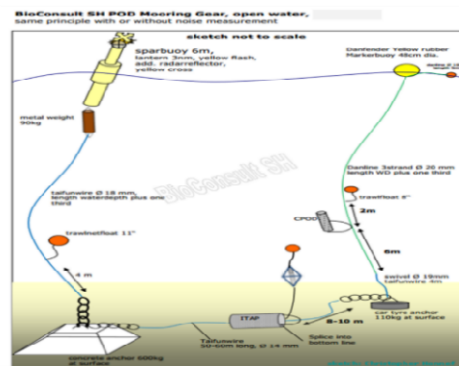 BioConsult SH POD Mooring Gear, open water,
same principle with or without noise measurement
sketch not to scale
sparbuoy 6m,
lantern 3nm, yellow flash,
add. radarreflector,
yellow cross
Danfender Yellow rubber
Markerbuoy 48cm dia.
metal weight
90kg
BioConsult SH
taifunwire Ø 18 mm,
length waterdepth plus one
third
Danline 3strand Ø 20 mm
length WD plus one third
trawlfloat 8"
2m
CPOD
trawlnetfloat 11"
6m
4 m
swivel Ø 19mm
taifunwire 4m
car tyre anchor
110kg at surface
ITAP
8-10 m
Taifunwire
50-60m long, Ø 14 mm
Splice into
bottom line
concrete anchor 600kg
at surface